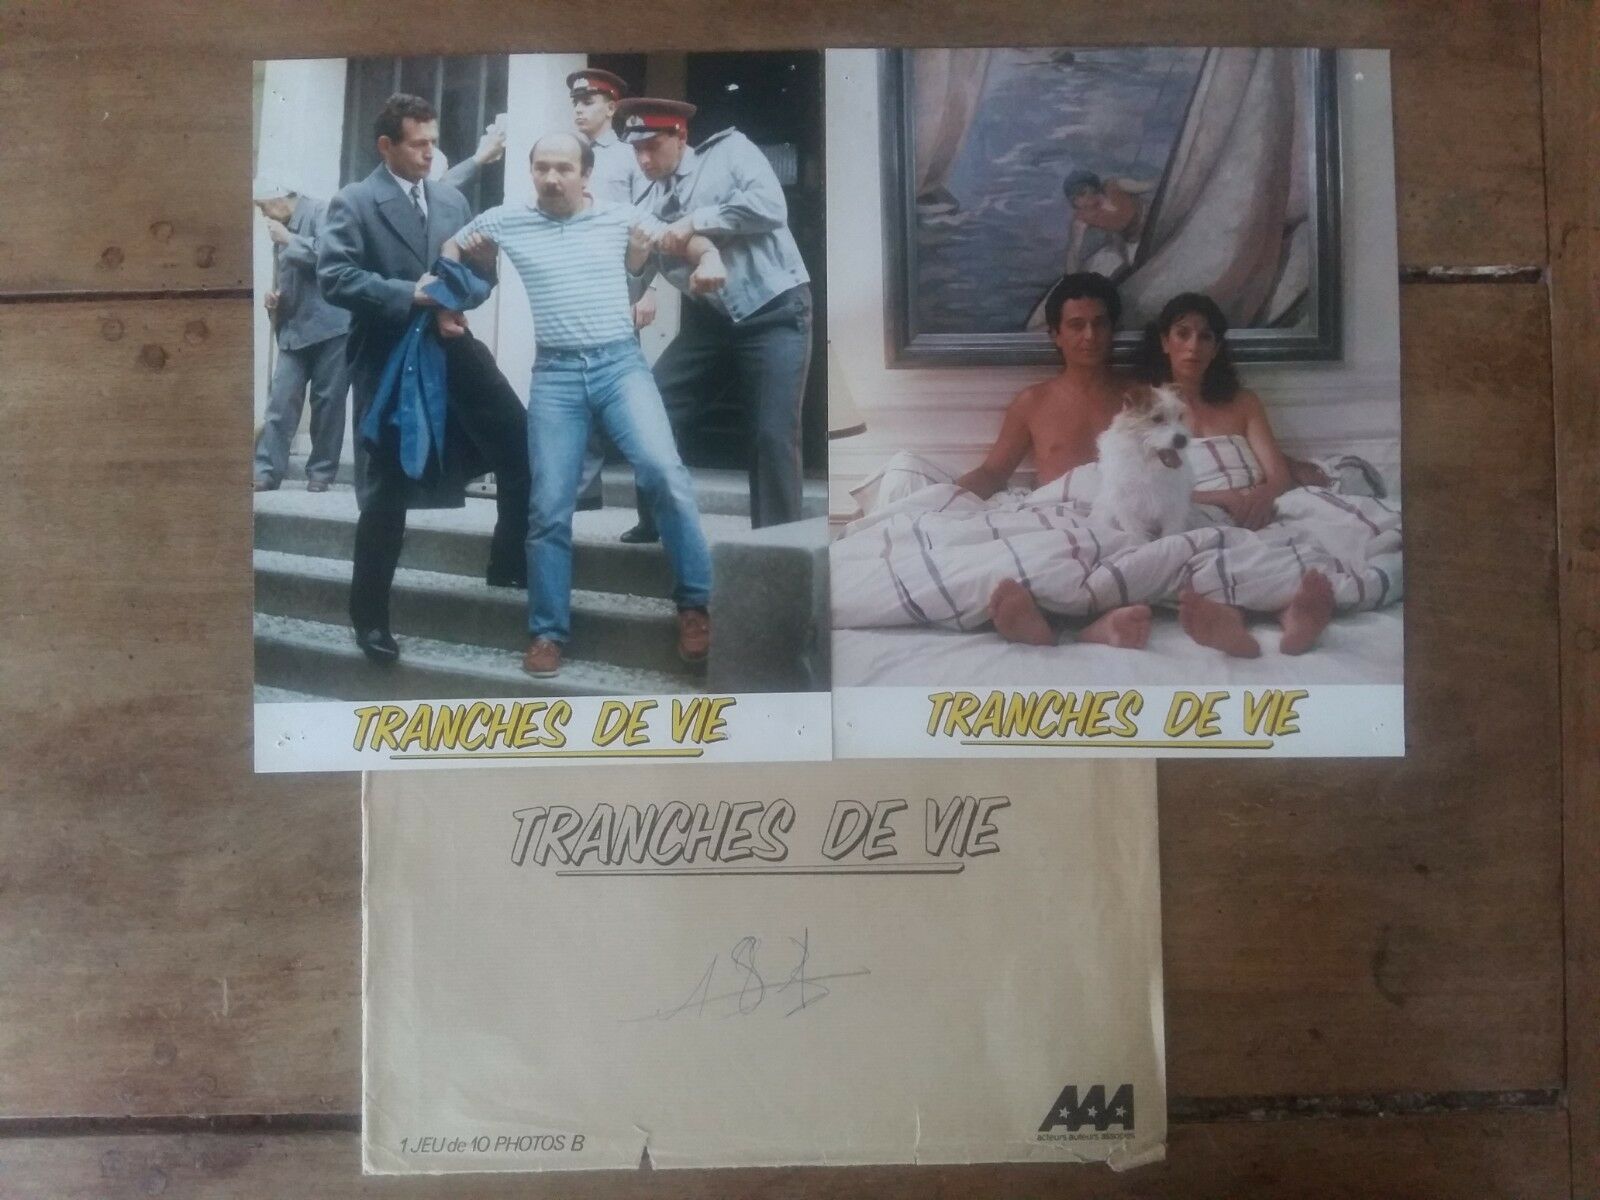 TRANCHES DE VIE
TRANCHES DE VIE
TRANCHES DE VIE
1 JEU de 10 PHOTOS B
AAA
acteurs auteurs associés